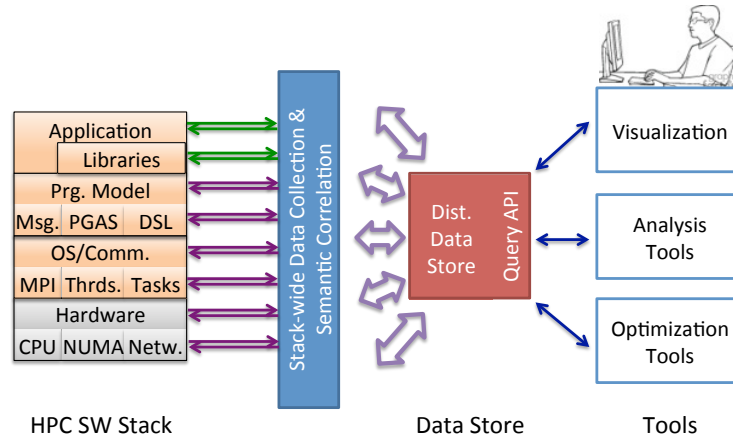 Application
Libraries
Prg. Model
Msg. PGAS DSL
OS/Comm.
MPI Thrds. Tasks
Hardware
CPU NUMA Netw.
HPC SW Stack
Stack-wide Data Collection &
Semantic Correlation
Dist.
Data
Store
Query API
Data Store
Visualization
Analysis
Tools
Optimization
Tools
Tools